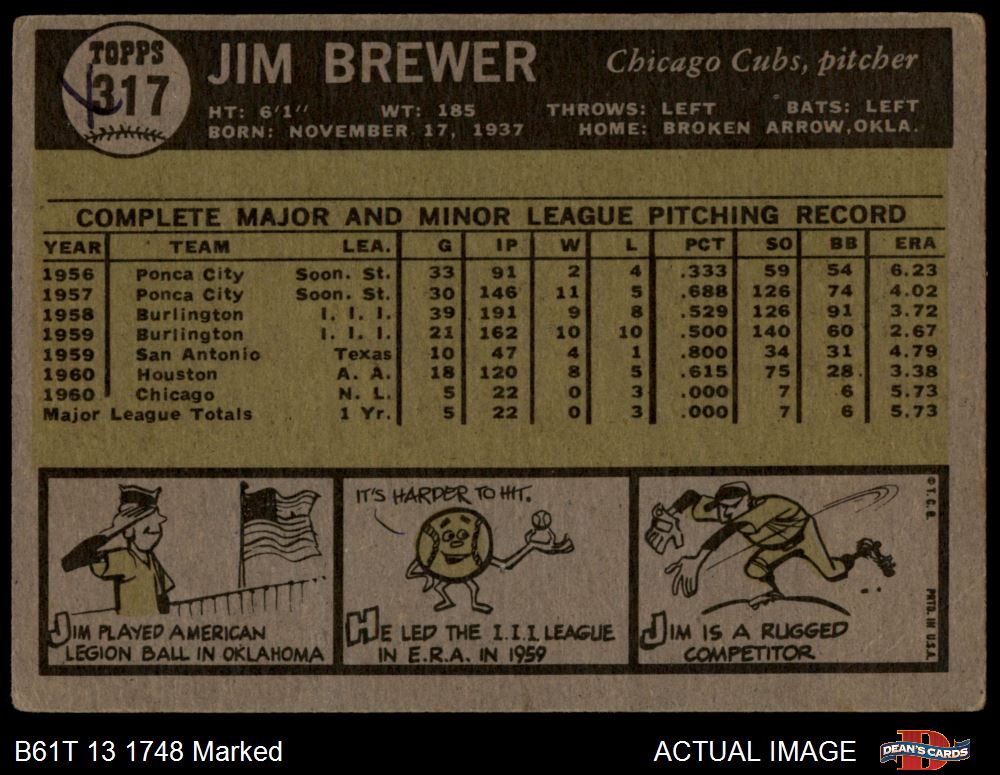 TOPPS
317
JIM BREWER
Chicago Cubs, pitcher
HT: 6'1" WT: 185 THROWS: LEFT BATS: LEFT
BORN: NOVEMBER 17, 1937 HOME: BROKEN ARROW, OKLA.
COMPLETE MAJOR AND MINOR LEAGUE PITCHING RECORD
YEAR TEAM LEA. G IP W L PCT SO BB ERA
1956 Ponca City Soon. St. 33 91 2 4 .333 59 54 6.23
1957 Ponca City Soon. St. 30 146 11 5 .688 126 74 4.02
1958 Burlington I. I. I. 39 191 9 8 .529 126 91 3.72
1959 Burlington I. I. I. 21 162 10 10 .500 140 60 2.67
1959 San Antonio Texas 10 47 4 1 .800 34 31 4.79
1960 Houston A. A. 18 120 8 5 .615 75 28 3.38
1960 Chicago N. L. 5 22 0 3 .000 7 6 5.73
Major League Totals 1 Yr. 5 22 0 3 .000 7 6 5.73
JIM PLAYED AMERICAN
LEGION BALL IN OKLAHOMA
IT'S HARDER TO HIT.
HE LED THE I.I.I. LEAGUE
IN E.R.A. IN 1959
JIM IS A RUGGED
COMPETITOR
© T. C. G.
PRTD. IN U.S.A.
B61T 13 1748 Marked
ACTUAL IMAGE
DEAN'S CARDS